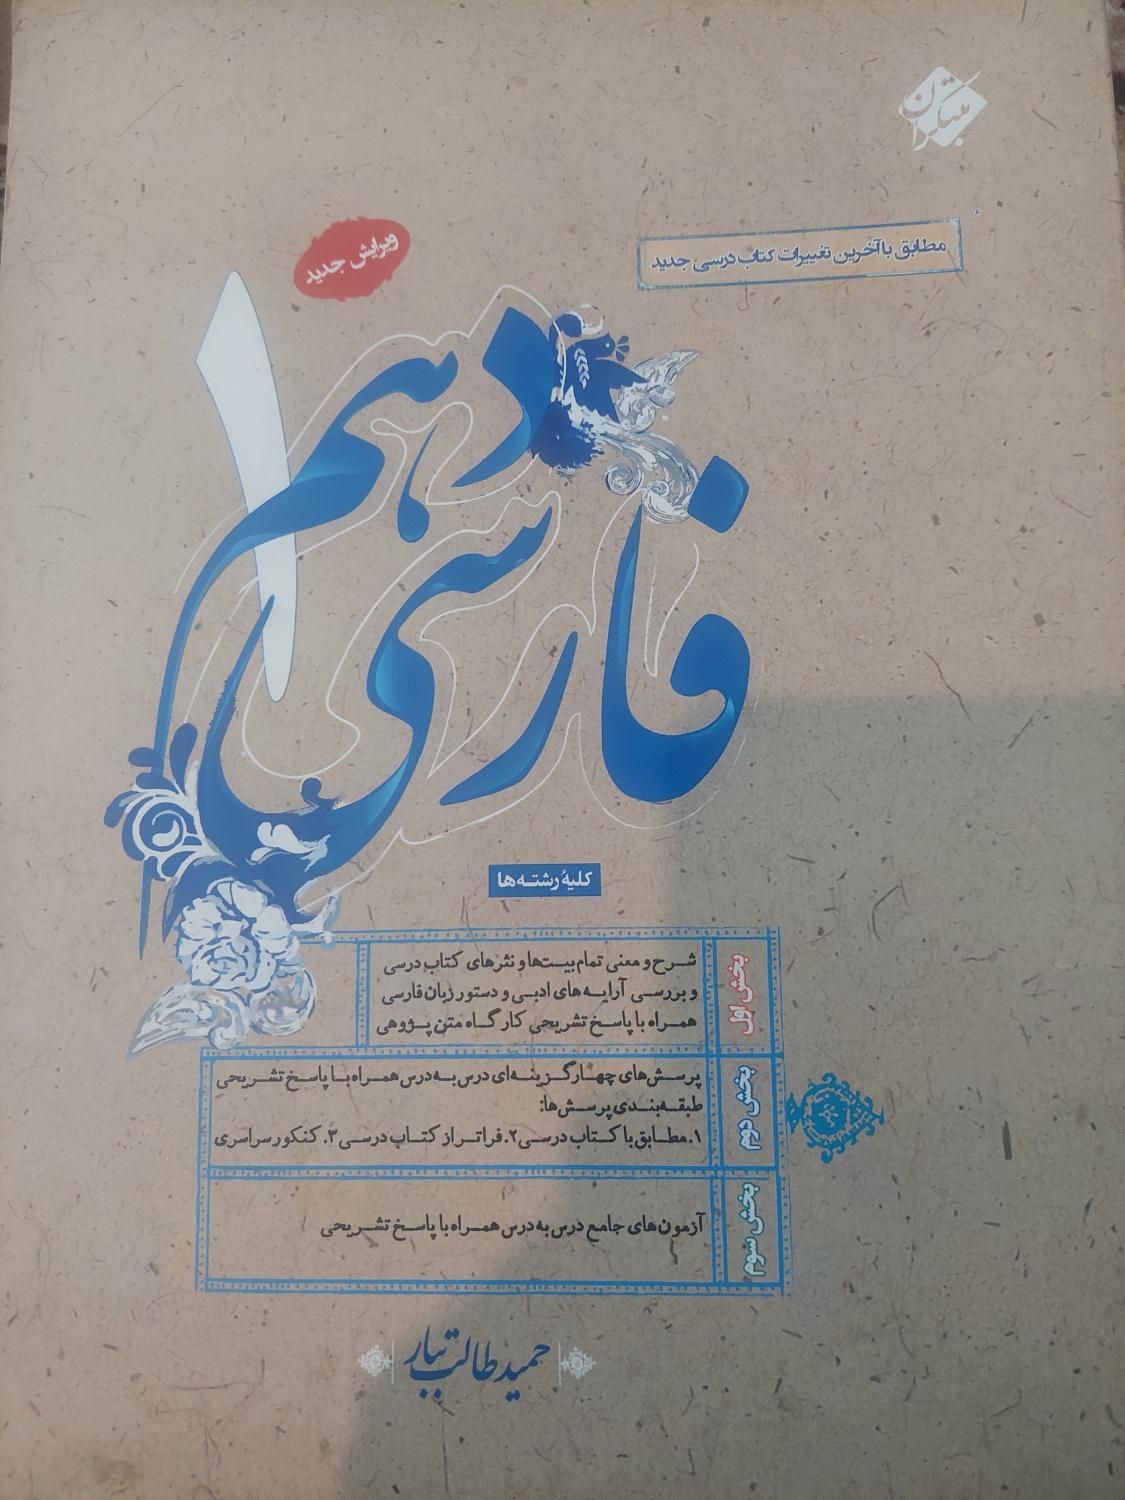 مبتکران
مطابق با آخرین تغییرات کتاب درسی جدید
ویرایش جدید
فارسی دهم
۱
کلیۀ رشته‌ها
بخش اول
شرح و معنی تمام بیت‌ها و نثرهای کتاب درسی
و بررسی آرایه‌های ادبی و دستور زبان فارسی
همراه با پاسخ تشریحی کارگاه متن پژوهی
بخش دوم
پرسش‌های چهارگزینه‌ای درس به درس همراه با پاسخ تشریحی
طبقه‌بندی پرسش‌ها:
۱. مطابق با کتاب درسی ۲. فراتر از کتاب درسی ۳. کنکور سراسری
بخش سوم
آزمون‌های جامع درس به درس همراه با پاسخ تشریحی
حمید طالب تبار